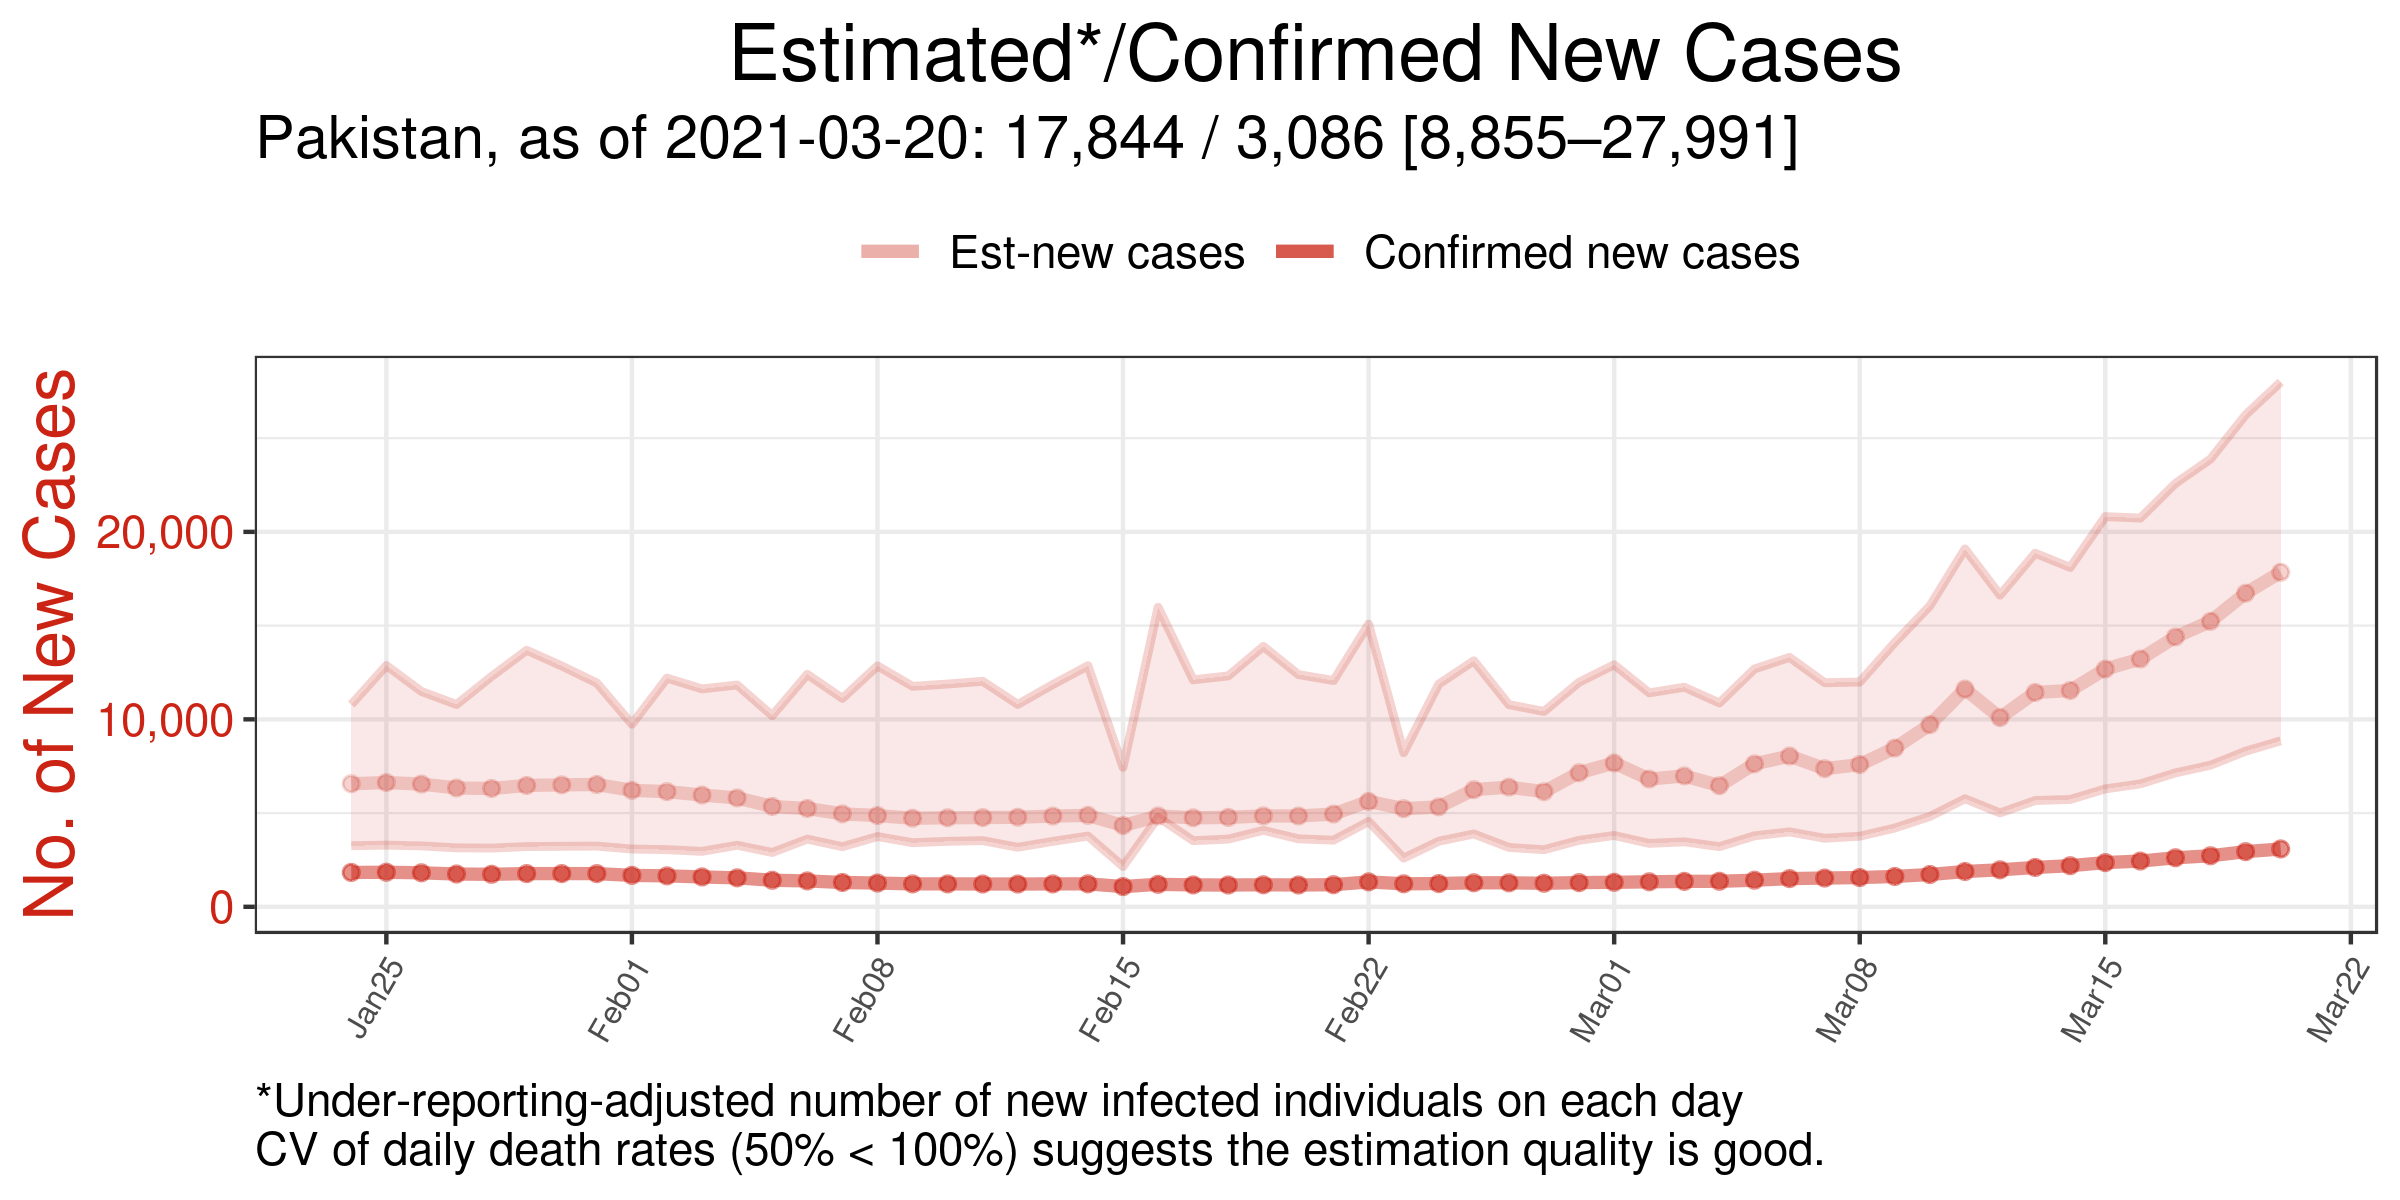 Estimated*/Confirmed New Cases
Pakistan, as of 2021-03-20: 17,844 / 3,086 [8,855–27,991]
Est-new cases
Confirmed new cases
No. of New Cases
20,000
10,000
0
Jan25
Feb01
Feb08
Feb15
Feb22
Mar01
Mar08
Mar15
Mar22
*Under-reporting-adjusted number of new infected individuals on each day
CV of daily death rates (50% < 100%) suggests the estimation quality is good.